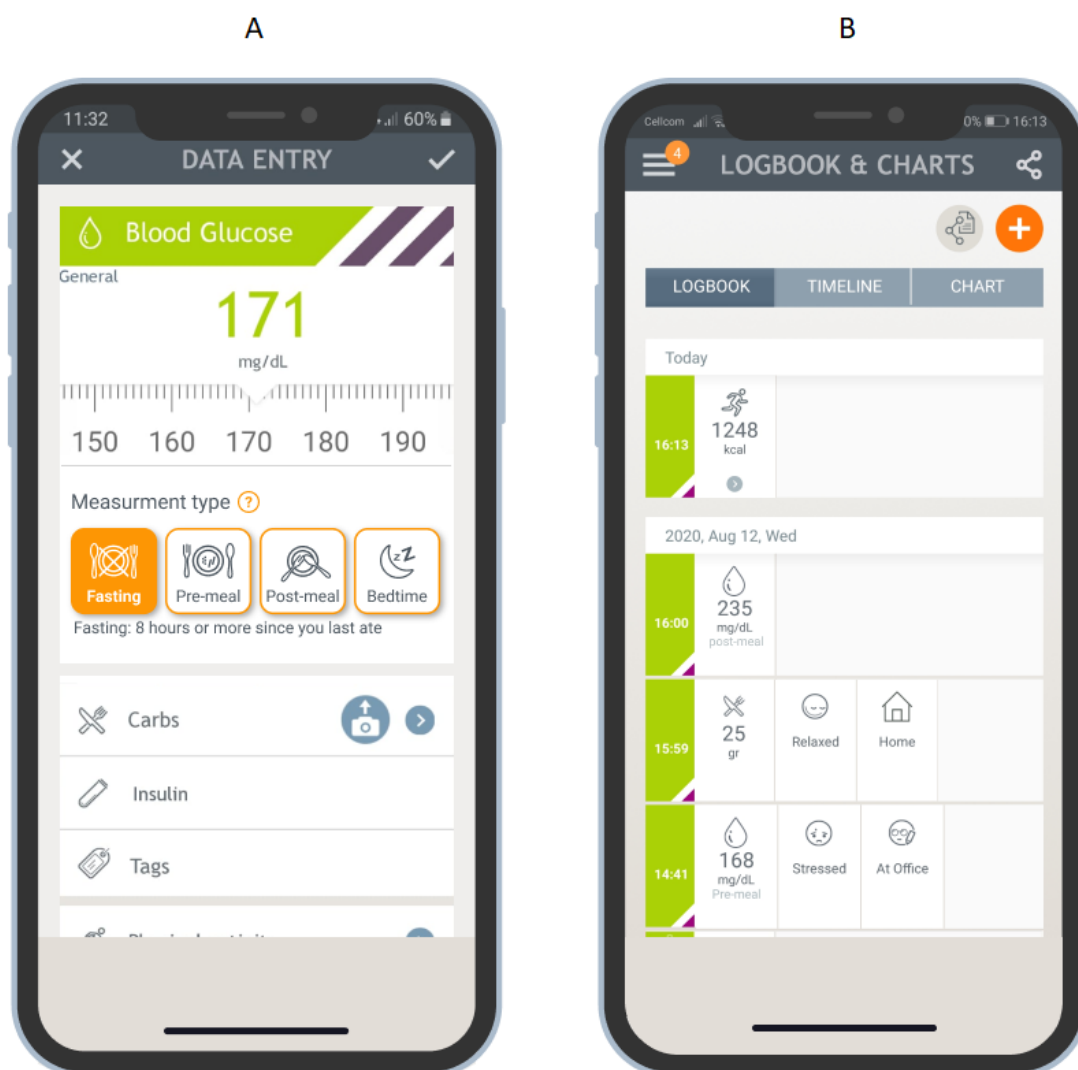 A
B
11:32
60%
DATA ENTRY
Blood Glucose
General
171
mg/dL
150 160 170 180 190
Measurment type ?
Fasting Pre-meal Post-meal Bedtime
Fasting: 8 hours or more since you last ate
Carbs
Insulin
Tags
Cellcom 0% 16:13
4
LOGBOOK & CHARTS
LOGBOOK TIMELINE CHART
Today
16:13
1248
kcal
2020, Aug 12, Wed
16:00
235
mg/dL
post-meal
15:59
25
gr
Relaxed
Home
14:41
168
mg/dL
Pre-meal
Stressed
At Office